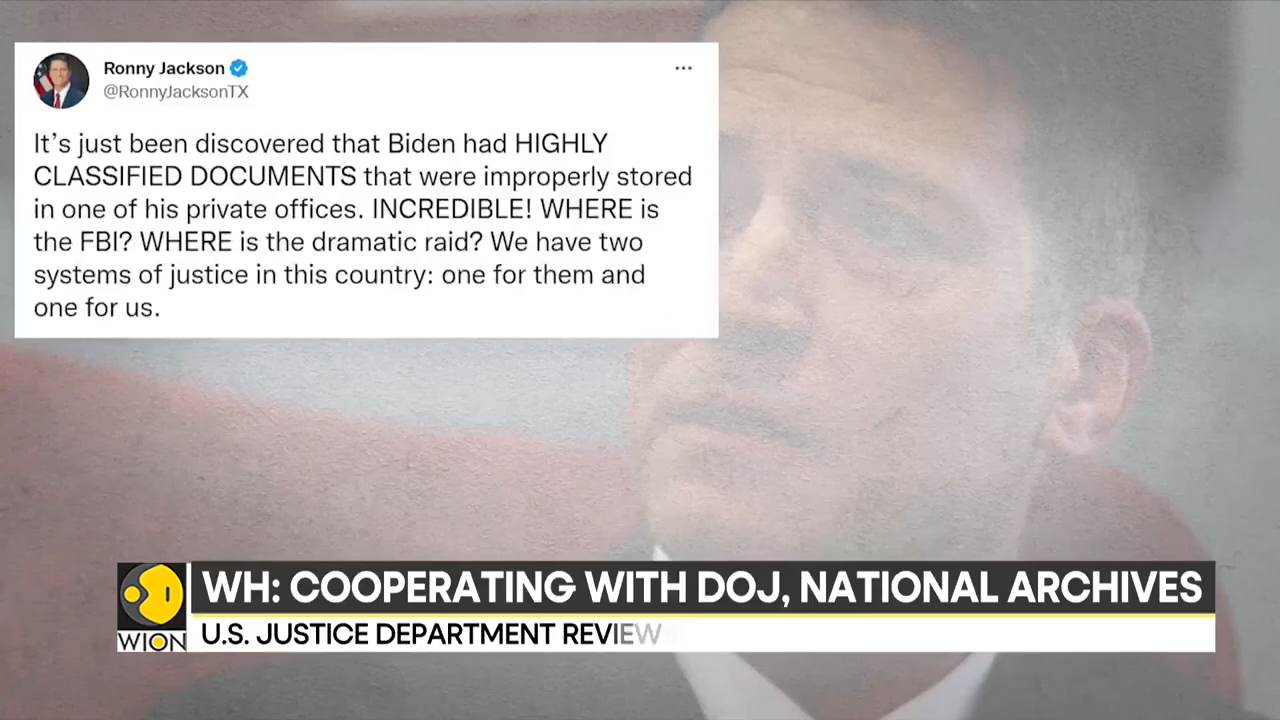 Ronny Jackson
@RonnyJacksonTX
It's just been discovered that Biden had HIGHLY
CLASSIFIED DOCUMENTS that were improperly stored
in one of his private offices. INCREDIBLE! WHERE is
the FBI? WHERE is the dramatic raid? We have two
systems of justice in this country: one for them and
one for us.
WH: COOPERATING WITH DOJ, NATIONAL ARCHIVES
U.S. JUSTICE DEPARTMENT REVIEW
WION